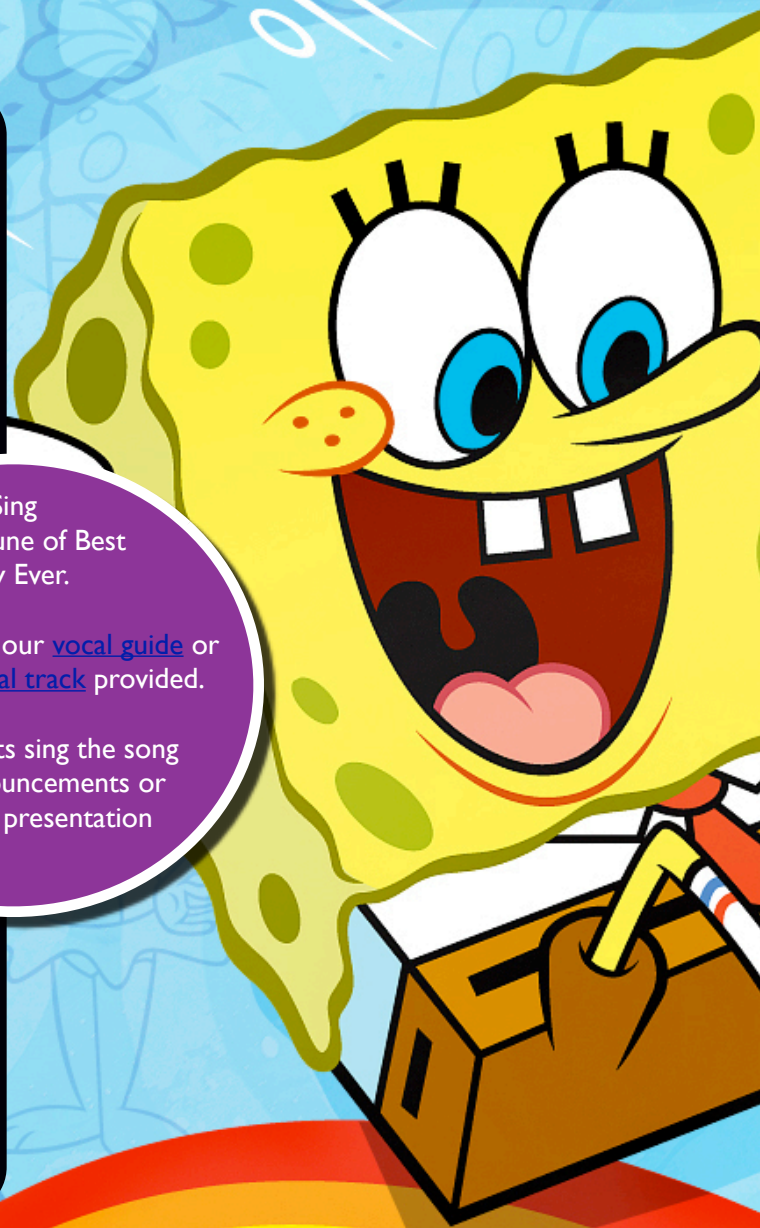 Sing
une of Best
y Ever.
our vocal guide or
al track provided.
ts sing the song
ouncements or
presentation